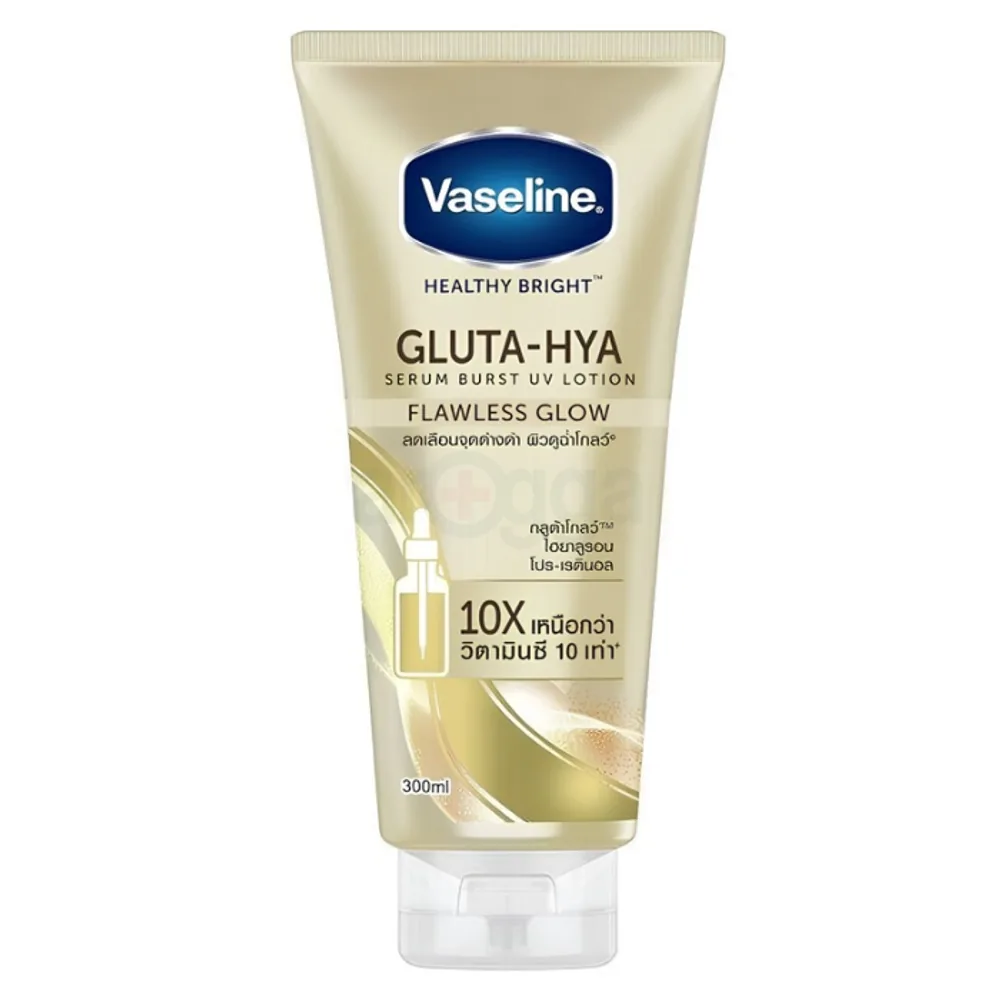 Vaseline®
HEALTHY BRIGHT™
GLUTA-HYA
SERUM BURST UV LOTION
FLAWLESS GLOW
ลดเลือนจุดด่างดำ ผิวดูฉ่ำโกลว์°
กลูต้าโกลว์™
ไฮยาลูรอน
โปร-เรตินอล
10X เหนือกว่า
วิตามินซี 10 เท่า⁺
300ml